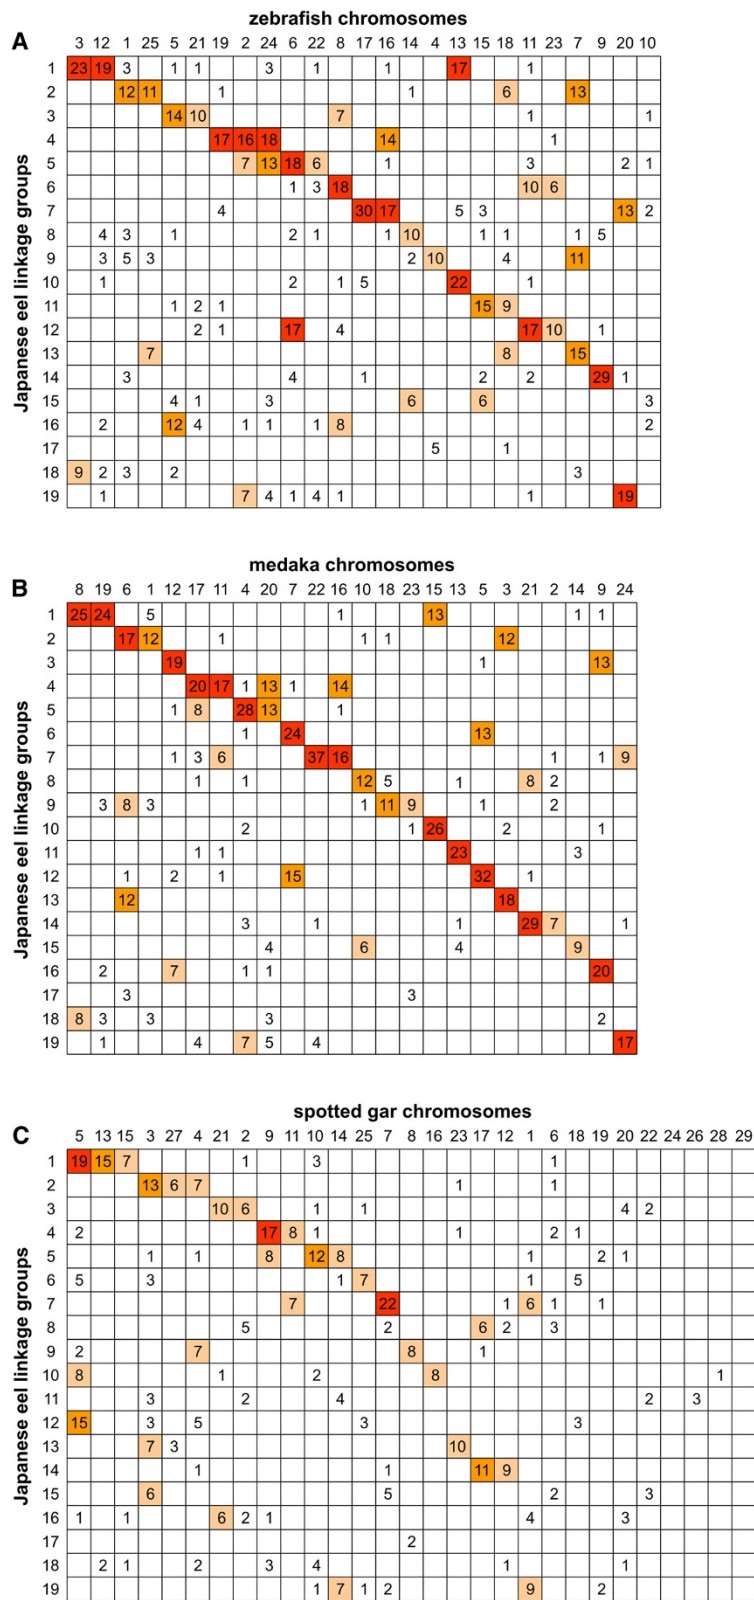 zebrafish chromosomes
A
3 12 1 25 5 21 19 2 24 6 22 8 17 16 14 4 13 15 18 11 23 7 9 20 10
Japanese eel linkage groups
1 23 19 3 1 1 3 1 1 17 1
2 12 11 1 1 6 13
3 14 10 7 1 1
4 17 16 18 14 1
5 7 13 18 6 1 3 2 1
6 1 3 18 10 6
7 4 30 17 5 3 13 2
8 4 3 1 2 1 1 10 1 1 1 5
9 3 5 3 2 10 4 11
10 1 2 1 5 22 1
11 1 2 1 15 9
12 2 1 17 4 17 10 1
13 7 8 15
14 3 4 1 2 2 29 1
15 4 1 3 6 6 3
16 2 12 4 1 1 1 8 2
17 5 1
18 9 2 3 2 3
19 1 7 4 1 4 1 1 19
medaka chromosomes
B
8 19 6 1 12 17 11 4 20 7 22 16 10 18 23 15 13 5 3 21 2 14 9 24
Japanese eel linkage groups
1 25 24 5 1 13 1 1
2 17 12 1 1 1 12
3 19 1 13
4 20 17 1 13 1 14
5 1 8 28 13 1
6 1 24 13
7 1 3 6 37 16 1 1 9
8 1 1 12 5 1 8 2
9 3 8 3 1 11 9 1 2
10 2 1 26 2 1
11 1 1 23 3
12 1 2 1 15 32 1
13 12 18
14 3 1 1 29 7 1
15 4 6 4 9
16 2 7 1 1 20
17 3 3
18 8 3 3 3 2
19 1 4 7 5 4 17
spotted gar chromosomes
C
5 13 15 3 27 4 21 2 9 11 10 14 25 7 8 16 23 17 12 1 6 18 19 20 22 24 26 28 29
Japanese eel linkage groups
1 19 15 7 1 3 1
2 13 6 7 1 1
3 10 6 1 1 4 2
4 2 17 8 1 1 2 1
5 1 1 8 12 8 1 2 1
6 5 3 1 7 1 5
7 7 22 1 6 1 1
8 5 2 6 2 3
9 2 7 8 1
10 8 1 2 8 1
11 3 2 4 2 3
12 15 3 5 3 3
13 7 3 10
14 1 1 11 9
15 6 5 2 3
16 1 1 6 2 1 4 3
17 2
18 2 1 2 3 4 1 1
19 1 7 1 2 9 2